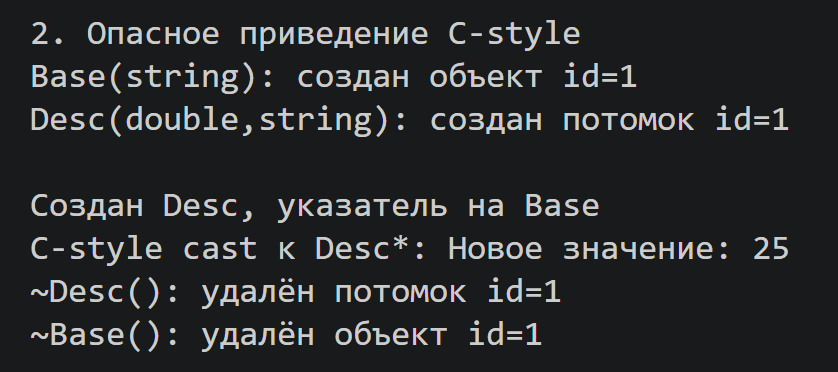 2. Опасное приведение C-style
Base(string): создан объект id=1
Desc(double,string): создан потомок id=1
Создан Desc, указатель на Base
C-style cast к Desc*: Новое значение: 25
~Desc(): удалён потомок id=1
~Base(): удалён объект id=1